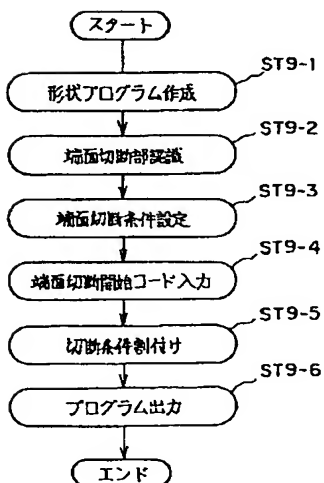 スタート
ST9-1
形状プログラム作成
ST9-2
端面切断部認識
ST9-3
端面切断条件設定
ST9-4
端面切断開始コード入力
ST9-5
切断条件割付け
ST9-6
プログラム出力
エンド